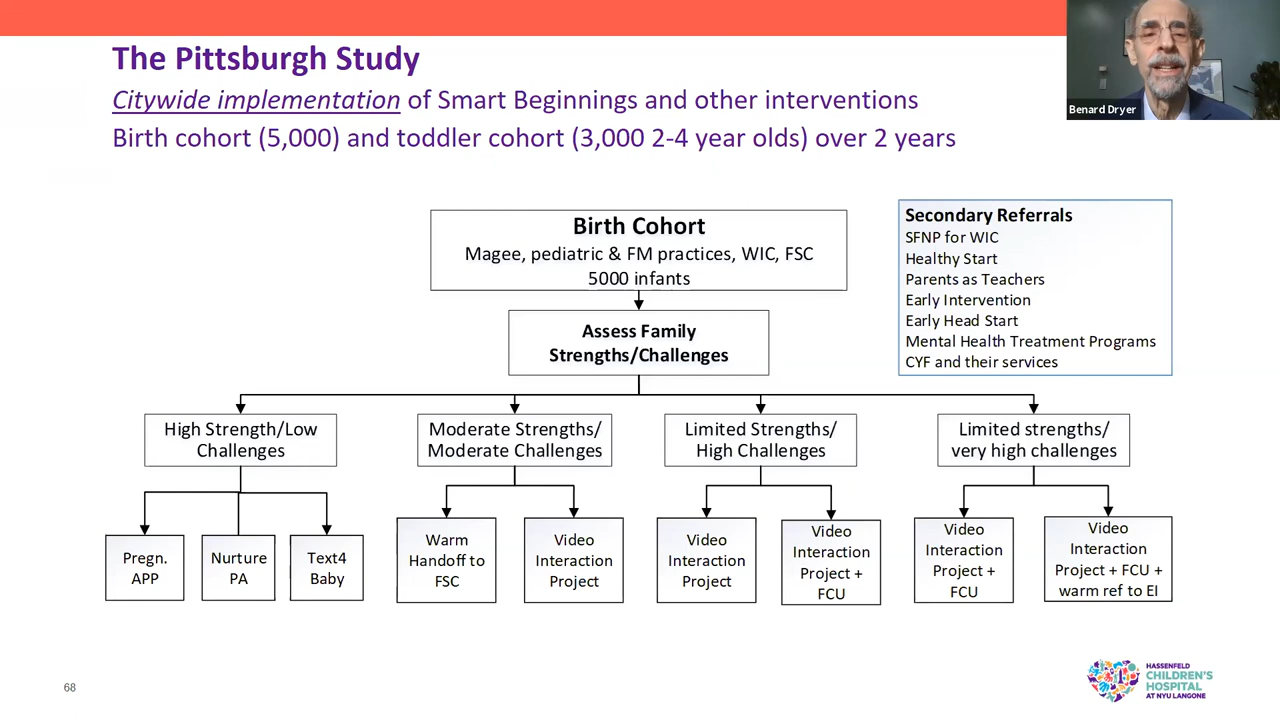 The Pittsburgh Study
Citywide implementation of Smart Beginnings and other interventions
Birth cohort (5,000) and toddler cohort (3,000 2-4 year olds) over 2 years
Benard Dryer
Birth Cohort
Magee, pediatric & FM practices, WIC, FSC
5000 infants
Secondary Referrals
SFNP for WIC
Healthy Start
Parents as Teachers
Early Intervention
Early Head Start
Mental Health Treatment Programs
CYF and their services
Assess Family
Strengths/Challenges
High Strength/Low
Challenges
Moderate Strengths/
Moderate Challenges
Limited Strengths/
High Challenges
Limited strengths/
very high challenges
Pregn.
APP
Nurture
PA
Text4
Baby
Warm
Handoff to
FSC
Video
Interaction
Project
Video
Interaction
Project
Video
Interaction
Project +
FCU
Video
Interaction
Project +
FCU
Video
Interaction
Project + FCU +
warm ref to EI
68
HASSENFELD
CHILDREN'S
HOSPITAL
AT NYU LANGONE